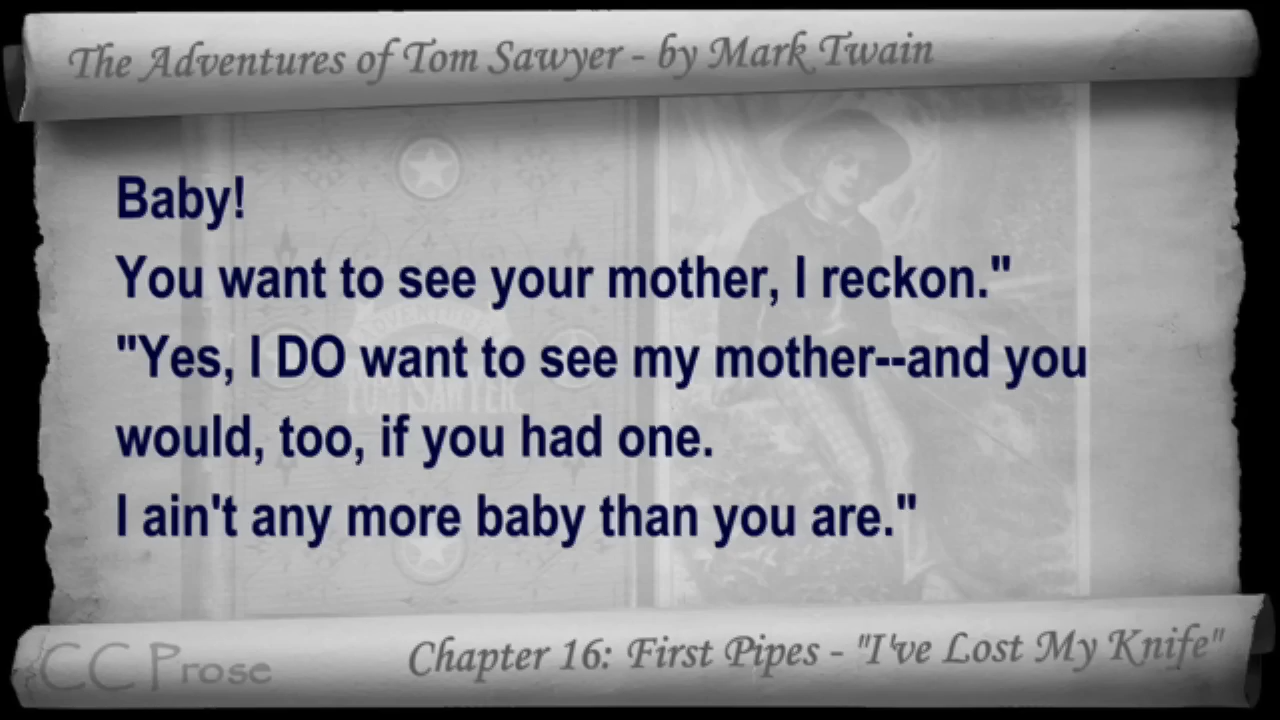 The Adventures of Tom Sawyer - by Mark Twain
Baby!
You want to see your mother, I reckon."
"Yes, I DO want to see my mother--and you
would, too, if you had one.
I ain't any more baby than you are."
CC Prose
Chapter 16: First Pipes - "I've Lost My Knife"